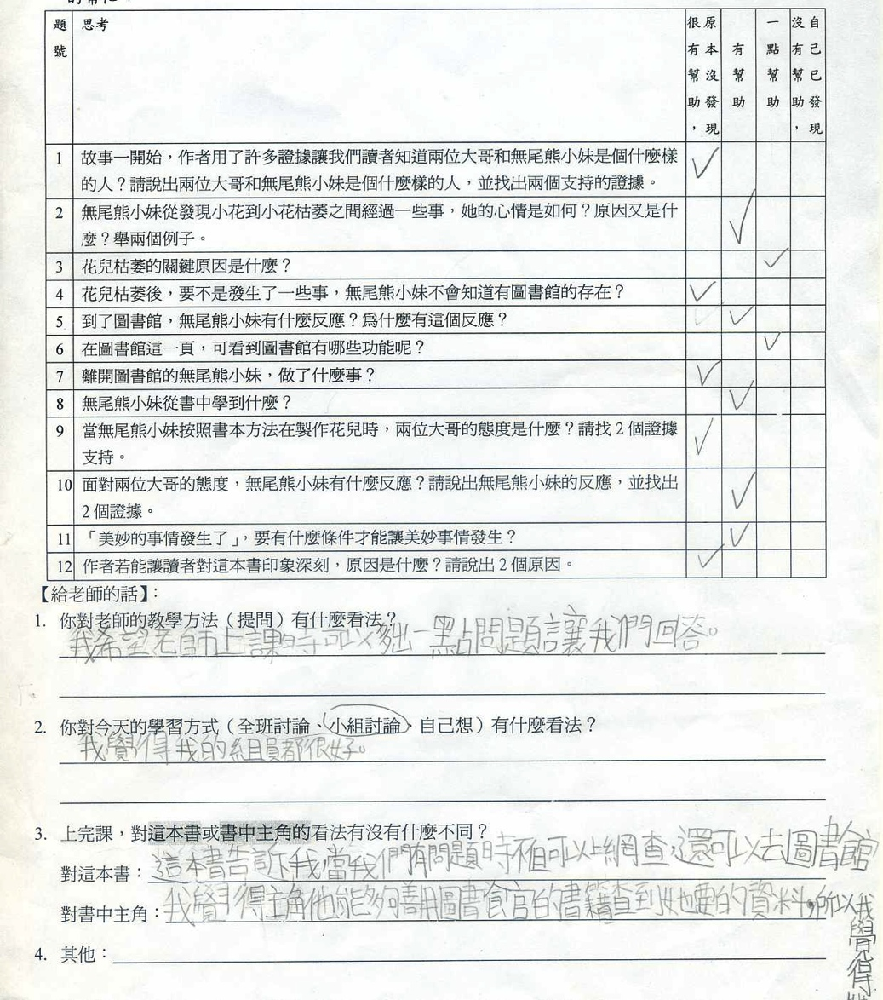 題號 思考 原本沒發現，很有幫助 有幫助 一點幫助 自己已發現，沒有幫助
1 故事一開始，作者用了許多證據讓我們讀者知道兩位大哥和無尾熊小妹是個什麼樣
的人？請說出兩位大哥和無尾熊小妹是個什麼樣的人，並找出兩個支持的證據。
2 無尾熊小妹從發現小花到小花枯萎之間經過一些事，她的心情是如何？原因又是什
麼？舉兩個例子。
3 花兒枯萎的關鍵原因是什麼？
4 花兒枯萎後，要不是發生了一些事，無尾熊小妹不會知道有圖書館的存在？
5 到了圖書館，無尾熊小妹有什麼反應？爲什麼有這個反應？
6 在圖書館這一頁，可看到圖書館有哪些功能呢？
7 離開圖書館的無尾熊小妹，做了什麼事？
8 無尾熊小妹從書中學到什麼？
9 當無尾熊小妹按照書本方法在製作花兒時，兩位大哥的態度是什麼？請找 2 個證據
支持。
10 面對兩位大哥的態度，無尾熊小妹有什麼反應？請說出無尾熊小妹的反應，並找出
2 個證據。
11 「美妙的事情發生了」，要有什麼條件才能讓美妙事情發生？
12 作者若能讓讀者對這本書印象深刻，原因是什麼？請說出 2 個原因。
【給老師的話】：
1. 你對老師的教學方法（提問）有什麼看法？
我希望老師上課時可以多出一點問題讓我們回答。
2. 你對今天的學習方式（全班討論、小組討論、自己想）有什麼看法？
我覺得我的組員都很好。
3. 上完課，對這本書或書中主角的看法有沒有什麼不同？
對這本書：這本書告訴我當我們有問題時不但可以上網查，還可以去圖書館
對書中主角：我覺得主角他能夠善用圖書館的書籍查到她要的資料，所以我
覺得
4. 其他：